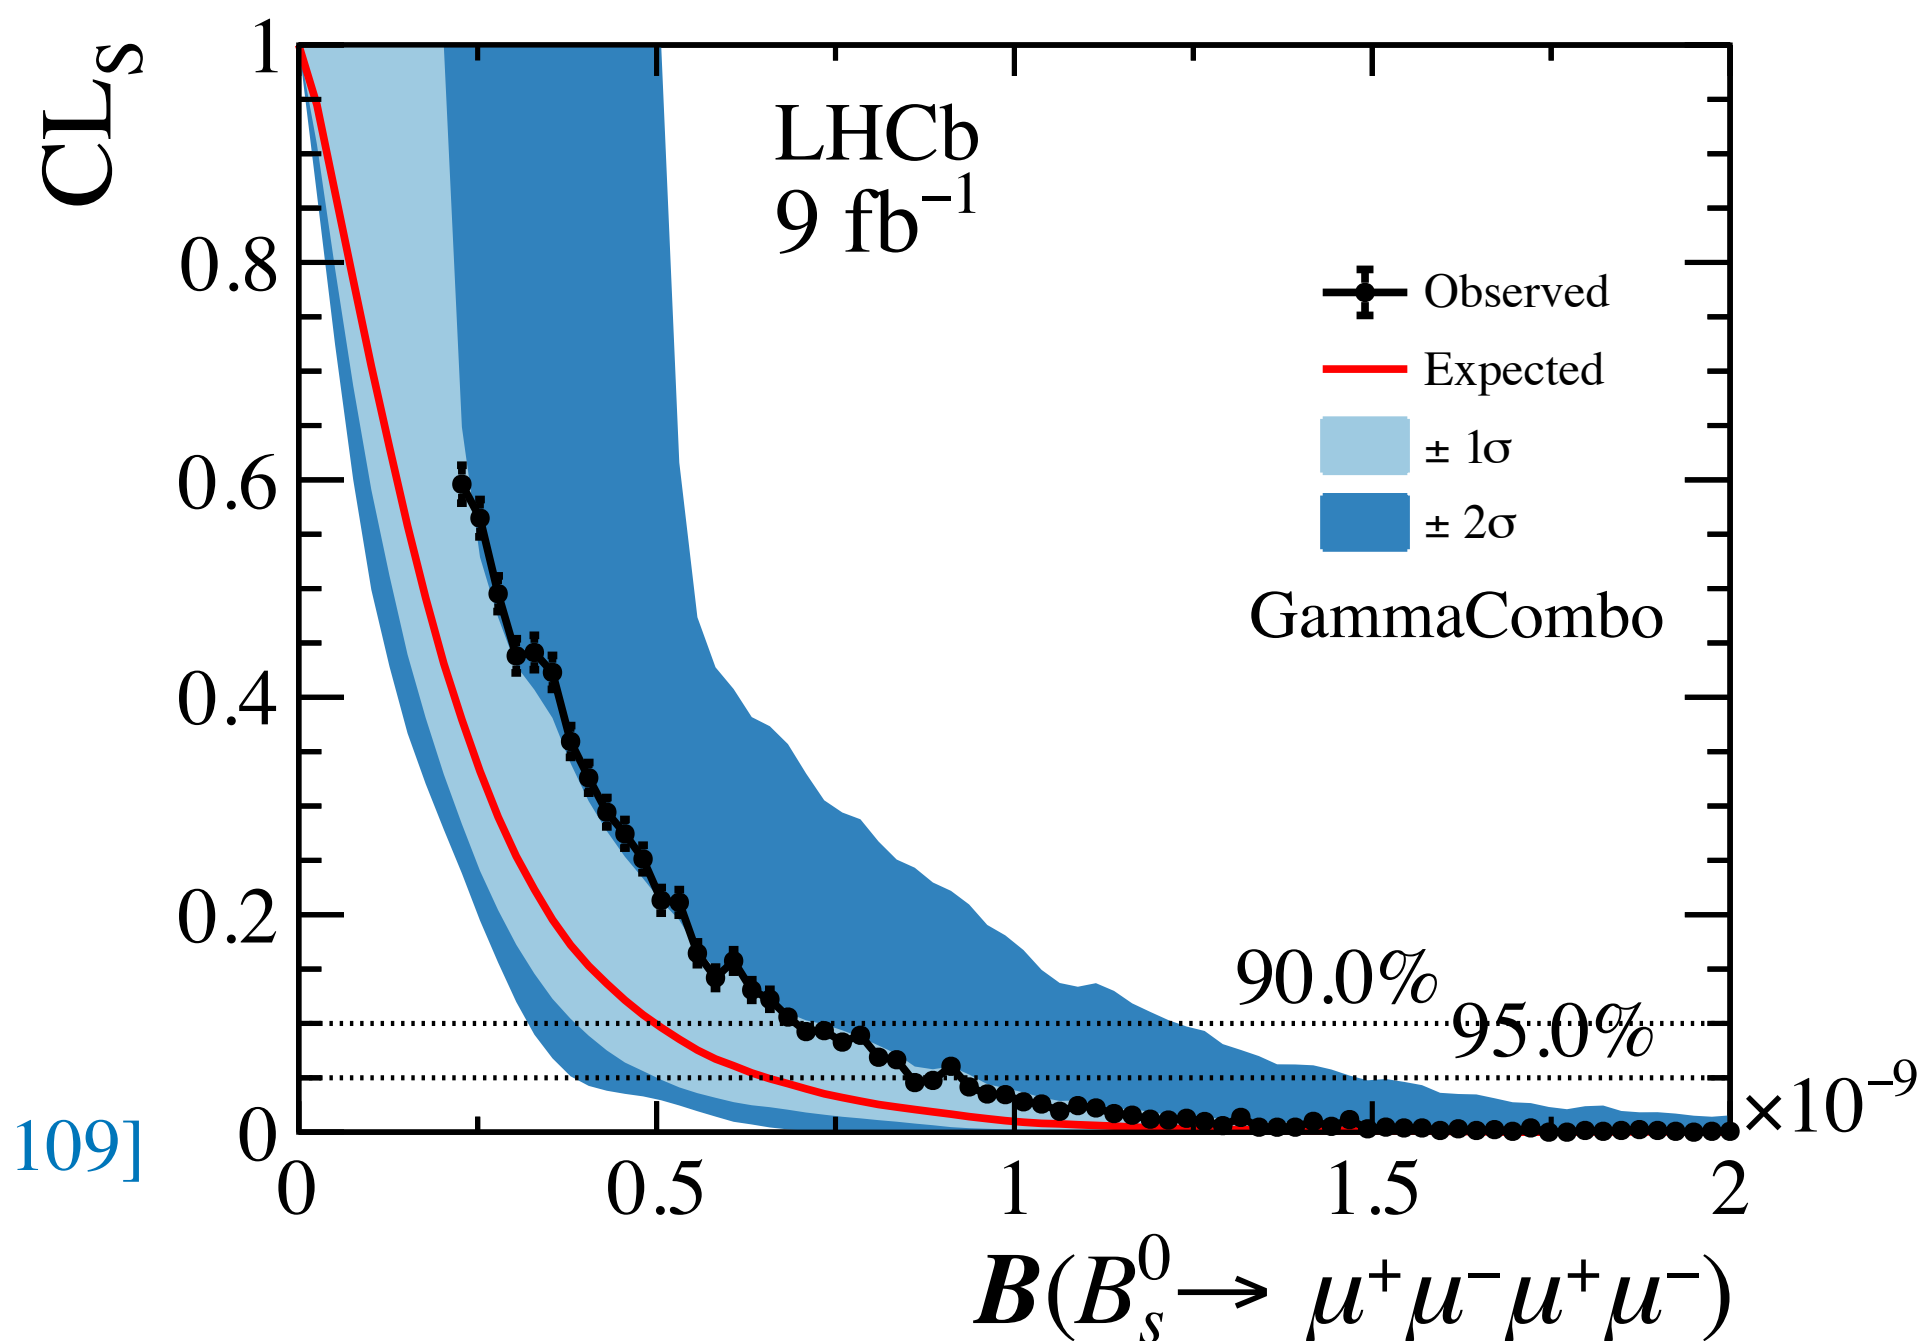 CLs
1
0.8
0.6
0.4
0.2
0
LHCb
9 fb⁻¹
Observed
Expected
± 1σ
± 2σ
GammaCombo
90.0%
95.0%
×10⁻⁹
109]
0 0.5 1 1.5 2
B(B⁰ₛ→ μ⁺μ⁻μ⁺μ⁻)